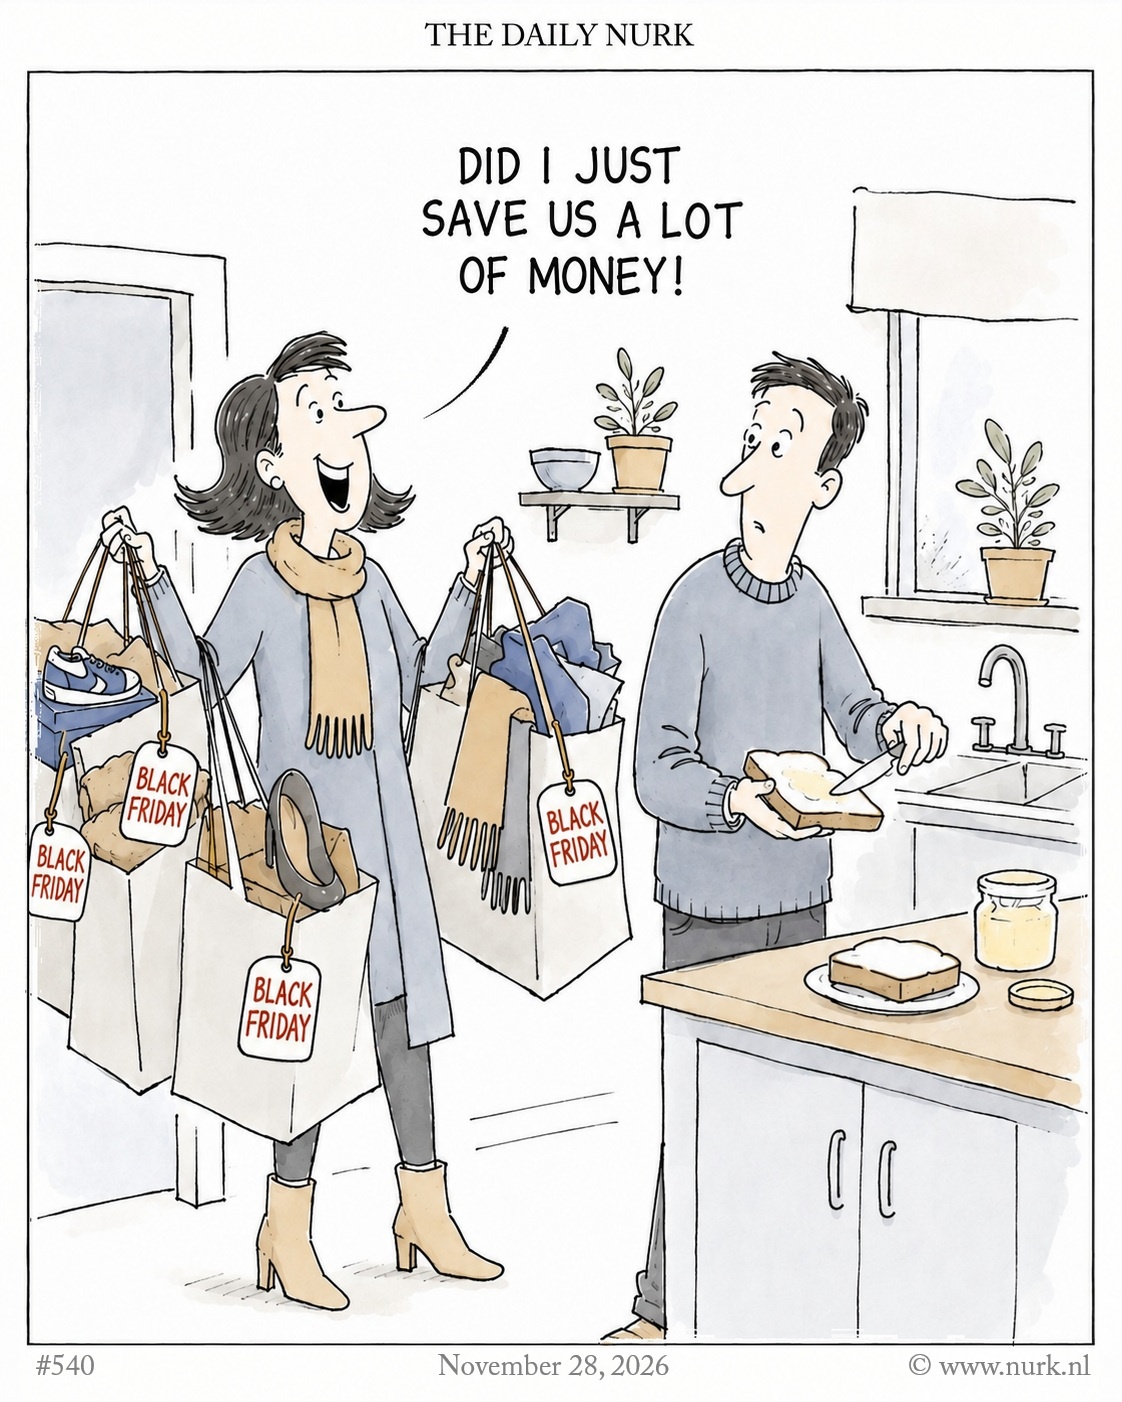 THE DAILY NURK
DID I JUST
SAVE US A LOT
OF MONEY!
BLACK
FRIDAY
BLACK
FRIDAY
BLACK
FRIDAY
BLACK
FRIDAY
#540
November 28, 2026
© www.nurk.nl